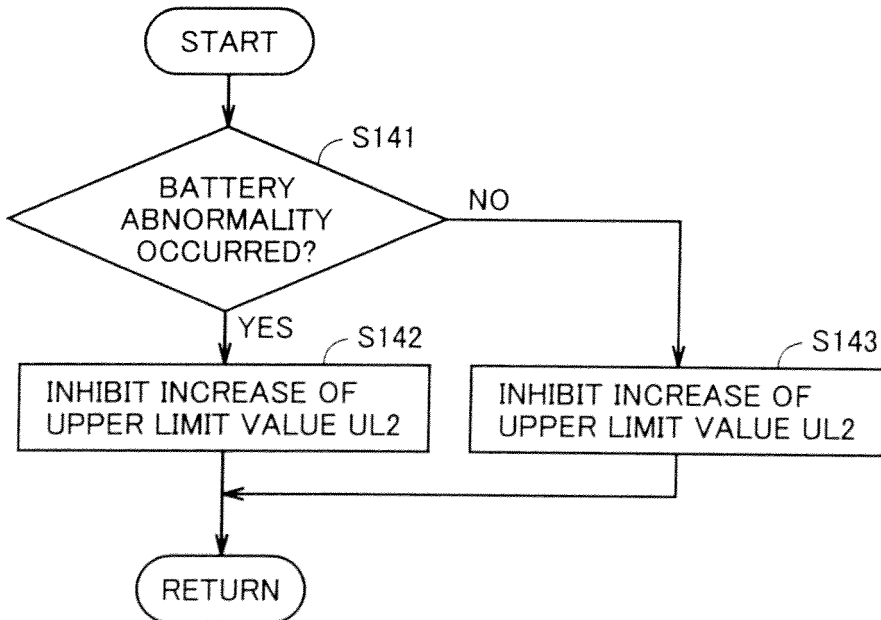 START
S141
BATTERY
ABNORMALITY
OCCURRED?
NO
YES
S142
INHIBIT INCREASE OF
UPPER LIMIT VALUE UL2
S143
INHIBIT INCREASE OF
UPPER LIMIT VALUE UL2
RETURN